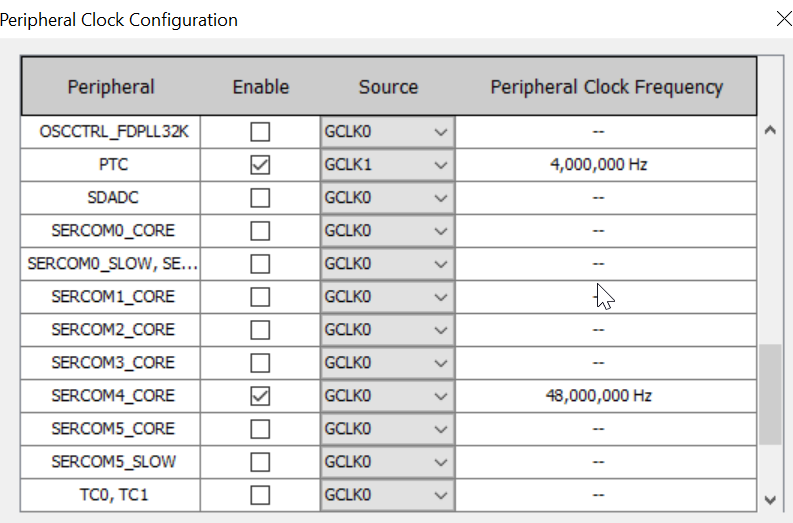 Peripheral Clock Configuration
Peripheral Enable Source Peripheral Clock Frequency
OSCCTRL_FDPLL32K GCLK0 --
PTC GCLK1 4,000,000 Hz
SDADC GCLK0 --
SERCOM0_CORE GCLK0 --
SERCOM0_SLOW, SE... GCLK0 --
SERCOM1_CORE GCLK0 --
SERCOM2_CORE GCLK0 --
SERCOM3_CORE GCLK0 --
SERCOM4_CORE GCLK0 48,000,000 Hz
SERCOM5_CORE GCLK0 --
SERCOM5_SLOW GCLK0 --
TC0, TC1 GCLK0 --